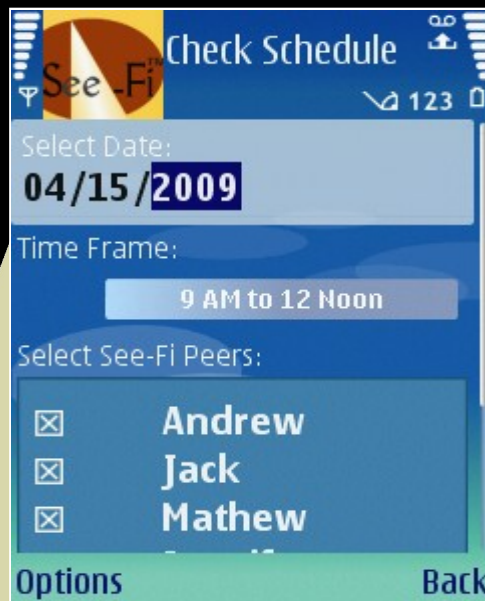 See-Fi™
Check Schedule
123
Select Date:
04/15/2009
Time Frame:
9 AM to 12 Noon
Select See-Fi Peers:
Andrew
Jack
Mathew
Options
Back